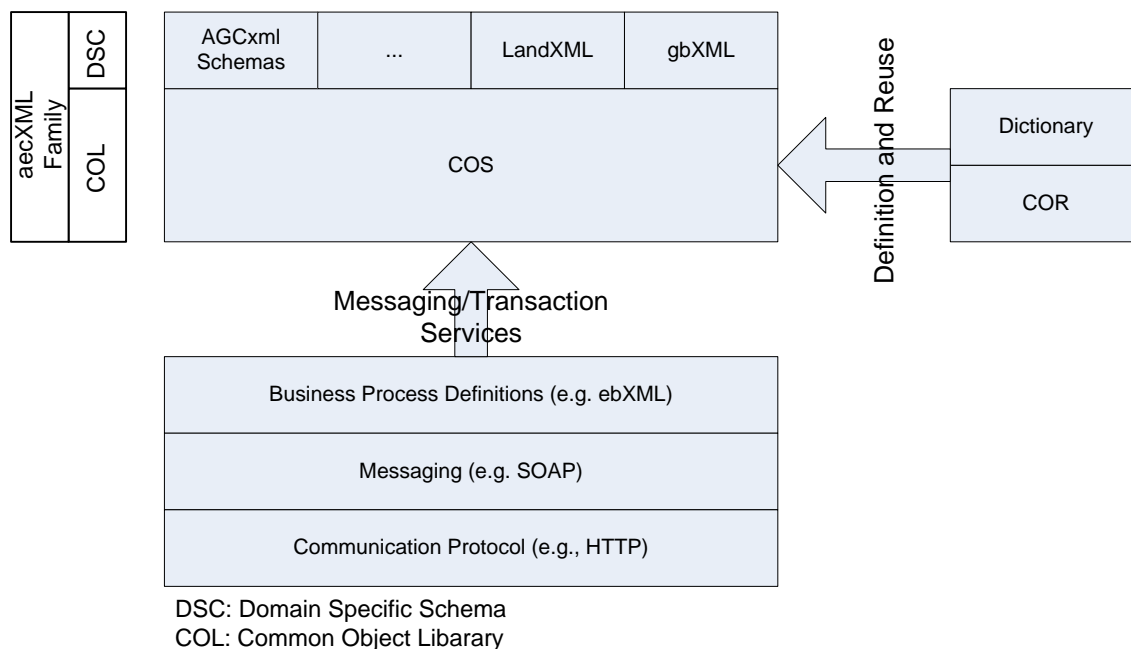 aecXML
Family
DSC
COL
AGCxml
Schemas
...
LandXML
gbXML
COS
Definition and Reuse
Dictionary
COR
Messaging/Transaction
Services
Business Process Definitions (e.g. ebXML)
Messaging (e.g. SOAP)
Communication Protocol (e.g., HTTP)
DSC: Domain Specific Schema
COL: Common Object Libarary